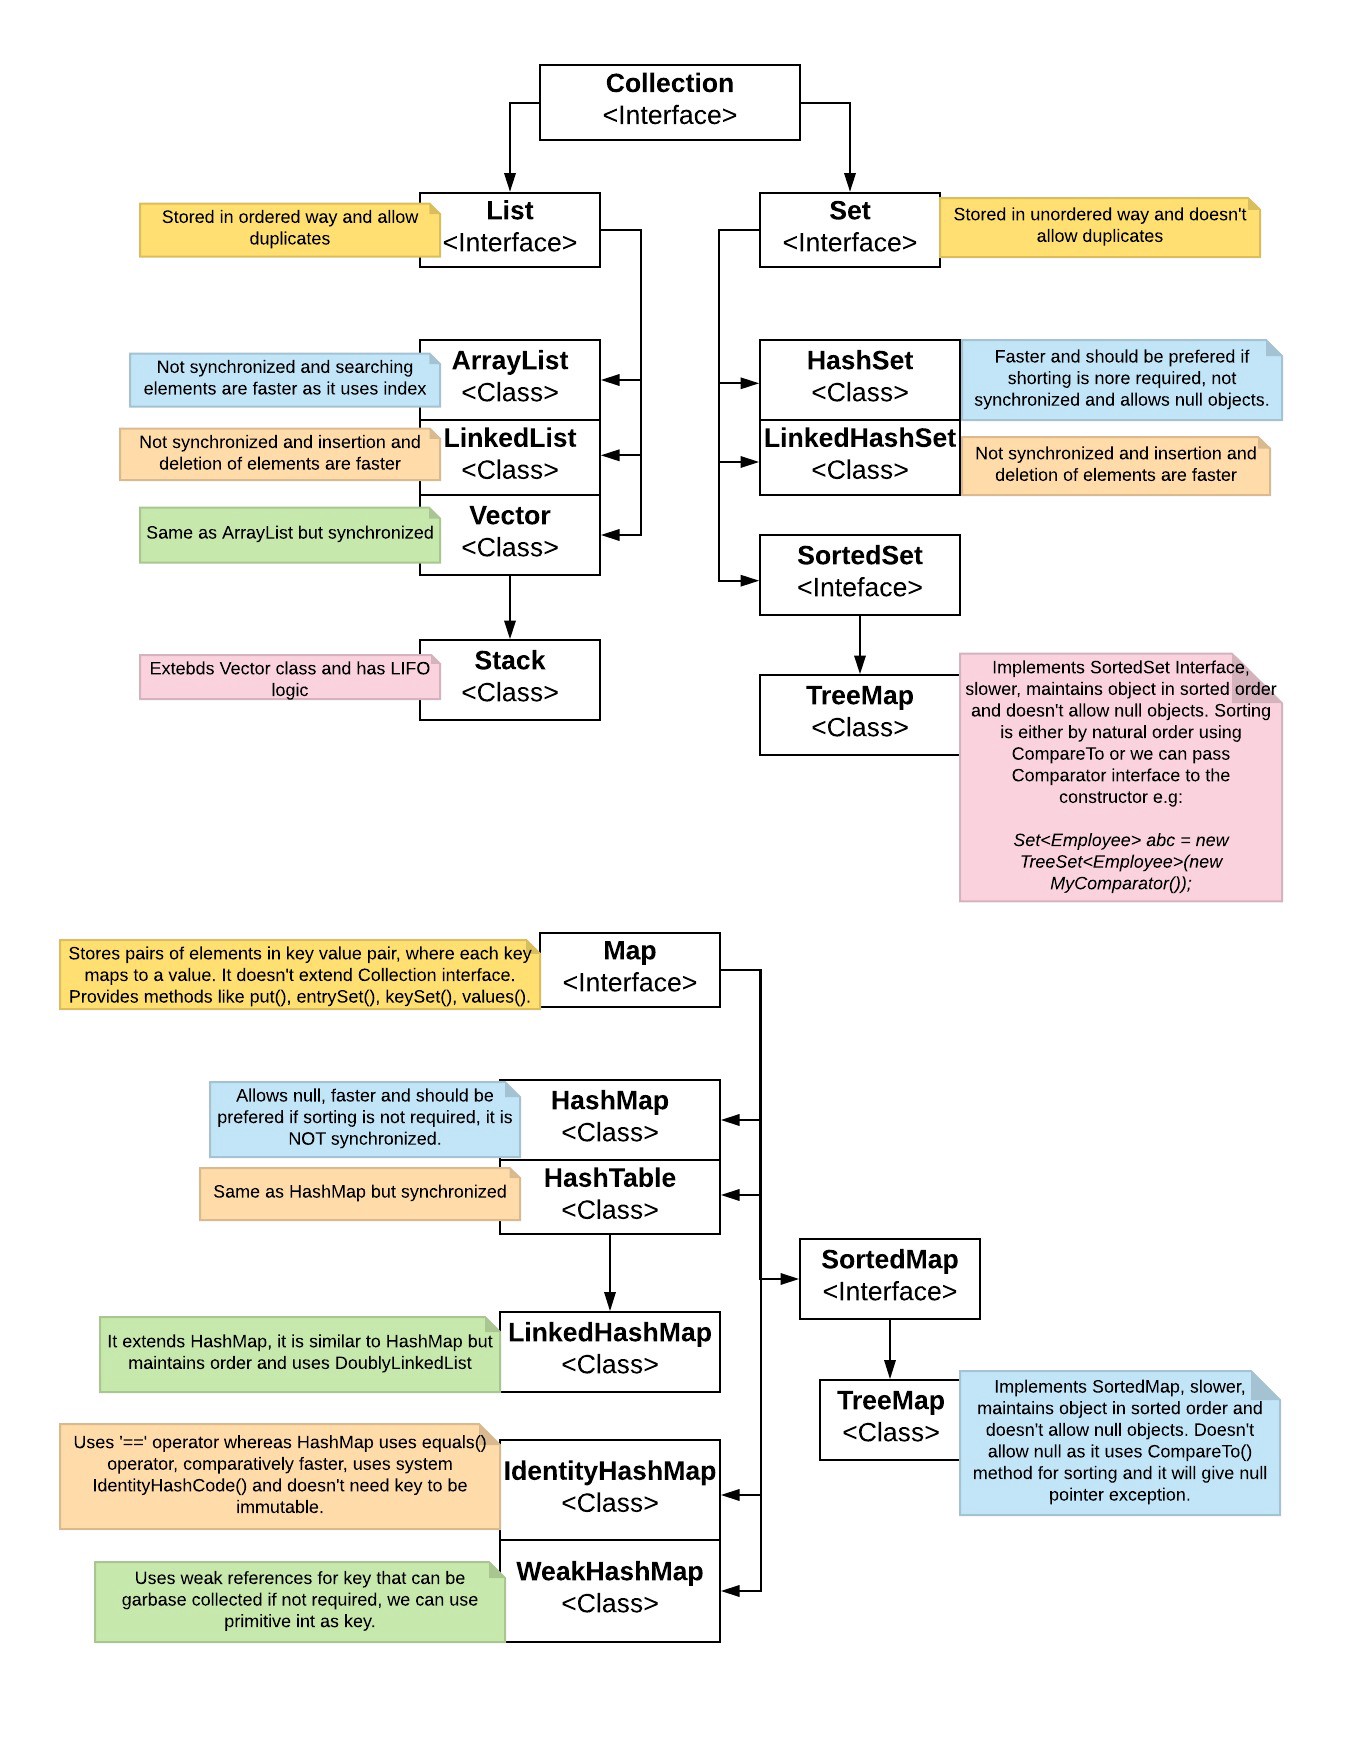 Collection
<Interface>
Stored in ordered way and allow
duplicates
List
<Interface>
Set
<Interface>
Stored in unordered way and doesn't
allow duplicates
Not synchronized and searching
elements are faster as it uses index
ArrayList
<Class>
Not synchronized and insertion and
deletion of elements are faster
LinkedList
<Class>
Same as ArrayList but synchronized
Vector
<Class>
Extebds Vector class and has LIFO
logic
Stack
<Class>
HashSet
<Class>
Faster and should be prefered if
shorting is nore required, not
synchronized and allows null objects.
LinkedHashSet
<Class>
Not synchronized and insertion and
deletion of elements are faster
SortedSet
<Inteface>
TreeMap
<Class>
Implements SortedSet Interface,
slower, maintains object in sorted order
and doesn't allow null objects. Sorting
is either by natural order using
CompareTo or we can pass
Comparator interface to the
constructor e.g:
Set<Employee> abc = new
TreeSet<Employee>(new
MyComparator());
Stores pairs of elements in key value pair, where each key
maps to a value. It doesn't extend Collection interface.
Provides methods like put(), entrySet(), keySet(), values().
Map
<Interface>
Allows null, faster and should be
prefered if sorting is not required, it is
NOT synchronized.
HashMap
<Class>
Same as HashMap but synchronized
HashTable
<Class>
SortedMap
<Interface>
It extends HashMap, it is similar to HashMap but
maintains order and uses DoublyLinkedList
LinkedHashMap
<Class>
TreeMap
<Class>
Implements SortedMap, slower,
maintains object in sorted order and
doesn't allow null objects. Doesn't
allow null as it uses CompareTo()
method for sorting and it will give null
pointer exception.
Uses '==' operator whereas HashMap uses equals()
operator, comparatively faster, uses system
IdentityHashCode() and doesn't need key to be
immutable.
IdentityHashMap
<Class>
Uses weak references for key that can be
garbase collected if not required, we can use
primitive int as key.
WeakHashMap
<Class>